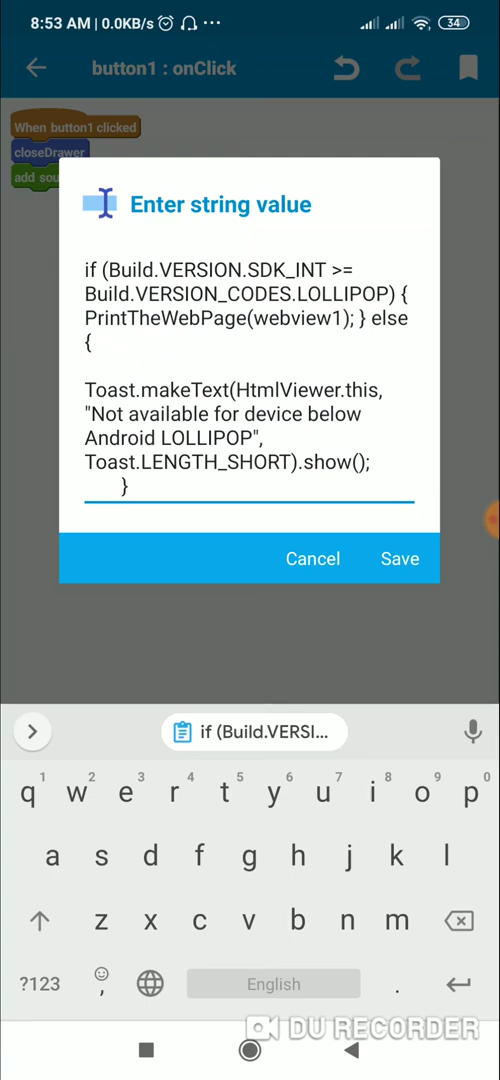 8:53 AM | 0.0KB/s ... 34
button1 : onClick
When button1 clicked
closeDrawer
add sou
Enter string value
if (Build.VERSION.SDK_INT >=
Build.VERSION_CODES.LOLLIPOP) {
PrintTheWebPage(webview1); } else
{
Toast.makeText(HtmlViewer.this,
"Not available for device below
Android LOLLIPOP",
Toast.LENGTH_SHORT).show();
}
Cancel Save
if (Build.VERSI...
1 2 3 4 5 6 7 8 9 0
q w e r t y u i o p
a s d f g h j k l
z x c v b n m
?123 , English .
DU RECORDER